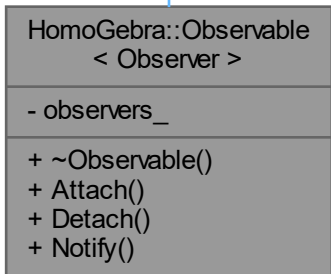 HomoGebra::Observable
< Observer >
- observers_
+ ~Observable()
+ Attach()
+ Detach()
+ Notify()